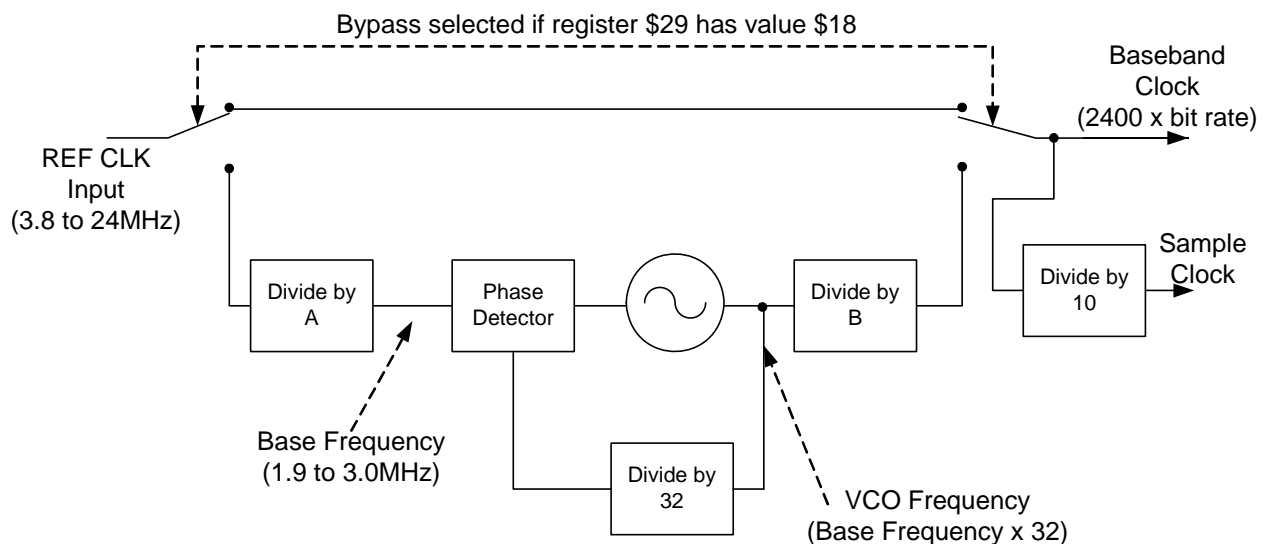 Bypass selected if register $29 has value $18
Baseband
Clock
(2400 x bit rate)
REF CLK
Input
(3.8 to 24MHz)
Sample
Clock
Divide by
A
Phase
Detector
Divide by
B
Divide by
10
Base Frequency
(1.9 to 3.0MHz)
Divide by
32
VCO Frequency
(Base Frequency x 32)